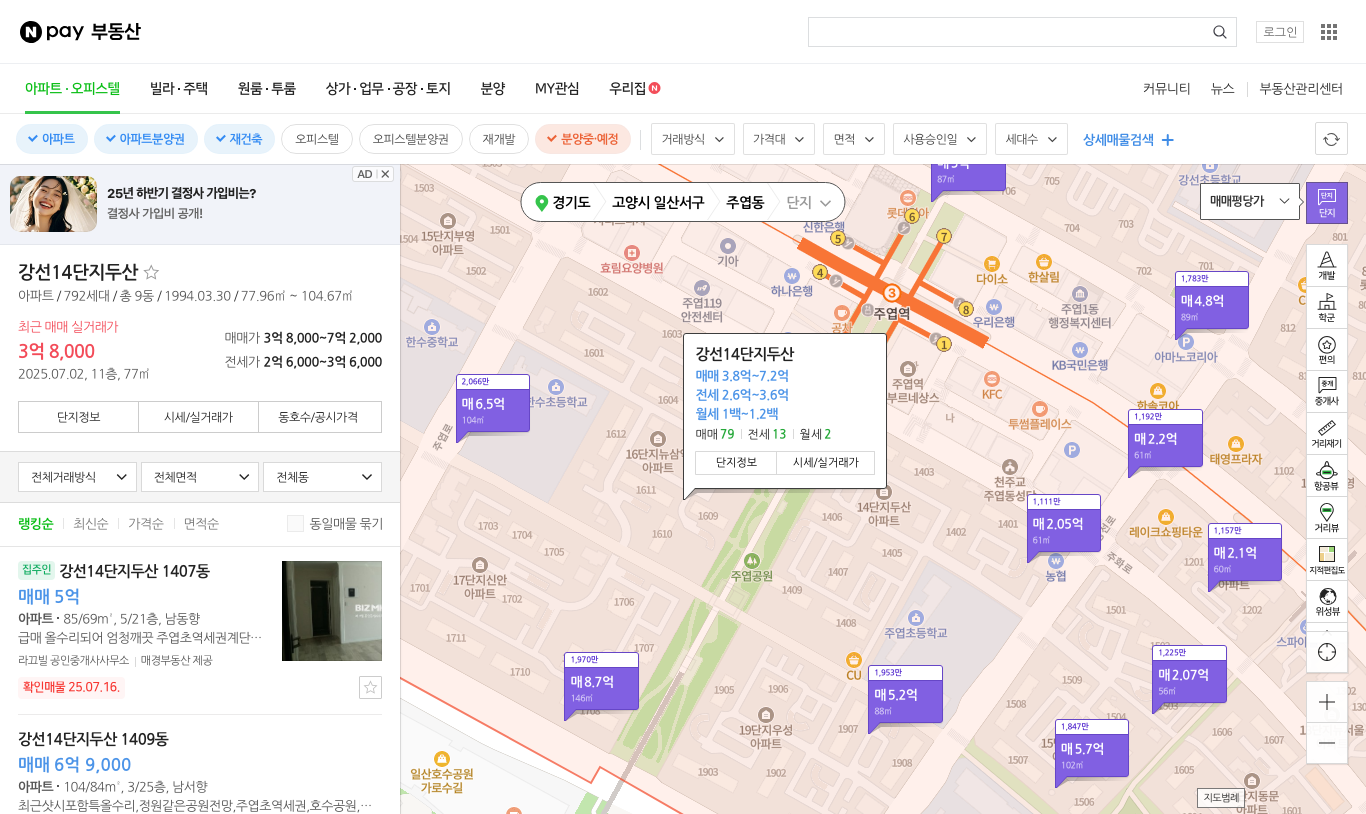 N pay 부동산
로그인
아파트·오피스텔
빌라·주택
원룸·투룸
상가·업무·공장·토지
분양
MY관심
우리집 N
커뮤니티
뉴스
부동산관리센터
아파트
아파트분양권
재건축
오피스텔
오피스텔분양권
재개발
분양중·예정
거래방식
가격대
면적
사용승인일
세대수
상세매물검색
AD
25년 하반기 결정사 가입비는?
결정사 가입비 공개!
강선14단지두산
아파트 / 792세대 / 총 9동 / 1994.03.30 / 77.96㎡ ~ 104.67㎡
최근 매매 실거래가
3억 8,000
2025.07.02, 11층, 77㎡
매매가 3억 8,000~7억 2,000
전세가 2억 6,000~3억 6,000
단지정보
시세/실거래가
동호수/공시가격
전체거래방식
전체면적
전체동
랭킹순
최신순
가격순
면적순
동일매물 묶기
집주인 강선14단지두산 1407동
매매 5억
아파트 · 85/69m², 5/21층, 남동향
급매 올수리되어 엄청깨끗 주엽초역세권계단…
라끄빌 공인중개사사무소
매경부동산 제공
확인매물 25.07.16.
강선14단지두산 1409동
매매 6억 9,000
아파트 · 104/84m², 3/25층, 남서향
최근샷시포함특올수리,정원같은공원전망,주엽초역세권,호수공원,…
경기도
고양시 일산서구
주엽동
단지
매매평당가
단지
단지
개발
학군
편의
중개
중개사
거리재기
항공뷰
거리뷰
지적편집도
위성뷰
지도범례
강선14단지두산
매매 3.8억~7.2억
전세 2.6억~3.6억
월세 1백~1.2백
매매 79
전세 13
월세 2
단지정보
시세/실거래가
87㎡
1,783만
매4.8억
89㎡
2,066만
매6.5억
104㎡
1,192만
매2.2억
61㎡
1,111만
매2.05억
61㎡
1,157만
매2.1억
60㎡
1,970만
매8.7억
146㎡
1,953만
매5.2억
88㎡
1,225만
매2.07억
56㎡
1,847만
매5.7억
102㎡
강선초등학교
신한은행
기아
15단지부영
아파트
효림요양병원
하나은행
주엽119
안전센터
한수중학교
한수초등학교
주엽역
3
4
5
6
7
8
1
다이소
한살림
우리은행
주엽1동
행정복지센터
KB국민은행
아마노코리아
KFC
투썸플레이스
한솔코아
태영프라자
레이크쇼핑타운
천주교
14단지두산
아파트
농협
주엽공원
주엽초등학교
CU
17단지신안
아파트
19단지우성
아파트
일산호수공원
가로수길
주엽로
주화로
나
P
1503
1504
1502
1501
1602
1601
1603
1612
1611
1610
1609
1703
1704
1705
1702
1706
1707
1711
1710
1708
1406
1405
1407
1408
1403
1402
1401
1905
1906
1907
1903
1902
1201
1202
1501
1509
1508
1504
1503
1507
1506
1606
1607
705
704
706
801
802
812
810